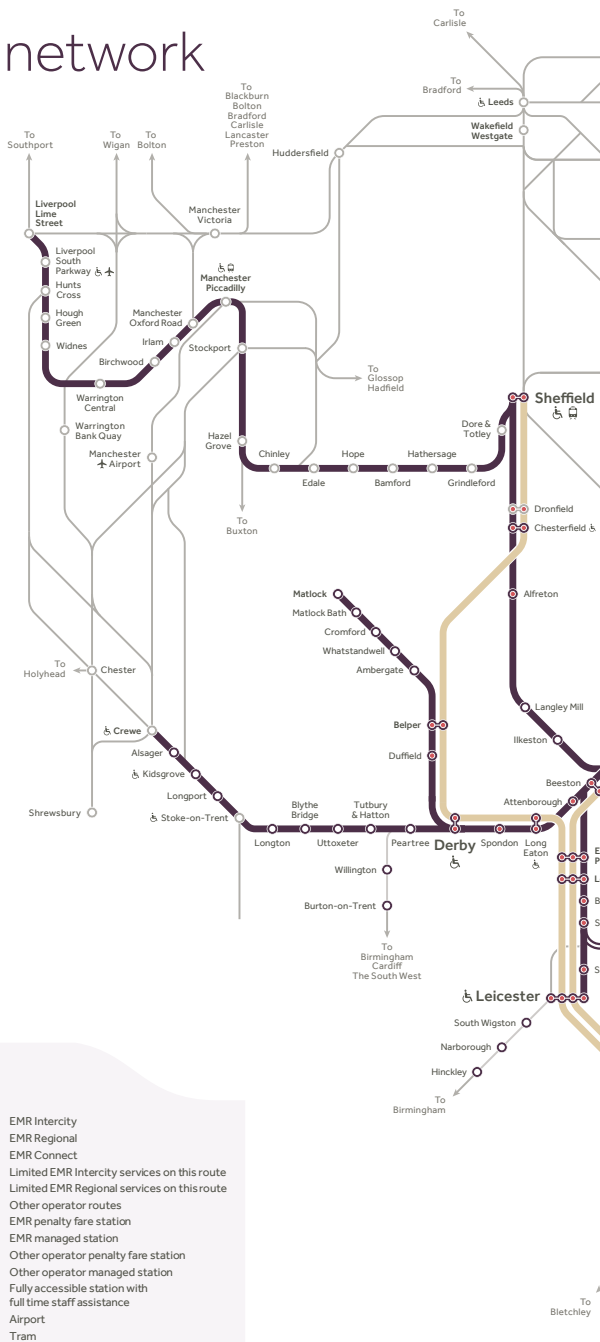 network
To
Carlisle
To
Bradford
Leeds
Wakefield
Westgate
To
Blackburn
Bolton
Bradford
Carlisle
Lancaster
Preston
To
Southport
To
Wigan
To
Bolton
Huddersfield
Liverpool
Lime
Street
Manchester
Victoria
Liverpool
South
Parkway
Hunts
Cross
Hough
Green
Widnes
Manchester
Piccadilly
Manchester
Oxford Road
Irlam
Birchwood
Stockport
To
Glossop
Hadfield
Warrington
Central
Warrington
Bank Quay
Manchester
Airport
Sheffield
Dore &
Totley
Hazel
Grove
Chinley
Edale
Hope
Bamford
Hathersage
Grindleford
To
Buxton
Dronfield
Chesterfield
Matlock
Matlock Bath
Cromford
Whatstandwell
Ambergate
Alfreton
To
Holyhead
Chester
Belper
Duffield
Langley Mill
Ilkeston
Crewe
Alsager
Kidsgrove
Longport
Stoke-on-Trent
Shrewsbury
Beeston
Attenborough
Longton
Blythe
Bridge
Uttoxeter
Tutbury
& Hatton
Peartree
Derby
Spondon
Long
Eaton
E
P
L
B
S
S
Willington
Burton-on-Trent
To
Birmingham
Cardiff
The South West
Leicester
South Wigston
Narborough
Hinckley
To
Birmingham
EMR Intercity
EMR Regional
EMR Connect
Limited EMR Intercity services on this route
Limited EMR Regional services on this route
Other operator routes
EMR penalty fare station
EMR managed station
Other operator penalty fare station
Other operator managed station
Fully accessible station with
full time staff assistance
Airport
Tram
To
Bletchley